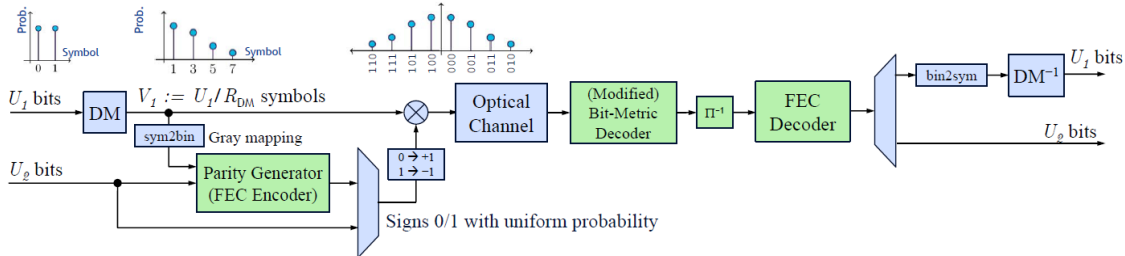 Prob.
Symbol
0 1
Prob.
Symbol
1 3 5 7
110 111 101 100 000 001 011 010
U₁ bits
DM
V₁ := U₁/R_DM symbols
sym2bin
Gray mapping
U₂ bits
Parity Generator
(FEC Encoder)
0 → +1
1 → −1
Signs 0/1 with uniform probability
Optical
Channel
(Modified)
Bit-Metric
Decoder
Π⁻¹
FEC
Decoder
bin2sym
DM⁻¹
U₁ bits
U₂ bits